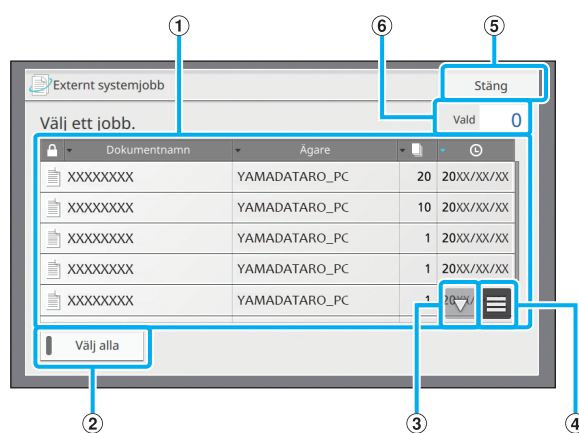 ① ⑥ ⑤
Externt systemjobb Stäng
Välj ett jobb. Vald 0
Dokumentnamn Ägare
XXXXXXXX YAMADATARO_PC 20 20XX/XX/XX
XXXXXXXX YAMADATARO_PC 10 20XX/XX/XX
XXXXXXXX YAMADATARO_PC 1 20XX/XX/XX
XXXXXXXX YAMADATARO_PC 1 20XX/XX/XX
XXXXXXXX YAMADATARO_PC 1
Välj alla
② ③ ④